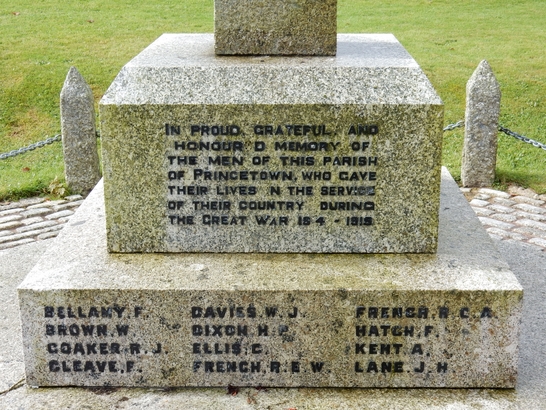 IN PROUD, GRATEFUL, AND
HONOUR'D MEMORY OF
THE MEN OF THIS PARISH
OF PRINCETOWN, WHO GAVE
THEIR LIVES IN THE SERVICE
OF THEIR COUNTRY DURING
THE GREAT WAR 1914 - 1918.
BELLAMY. F. DAVIES. W. J. FRENCH. R. C. A.
BROWN. W. DIXON. H. P. HATCH. F.
COAKER. R. J. ELLIS. C. KENT. A.
CLEAVE. F. FRENCH. R. E. W. LANE. J. H.